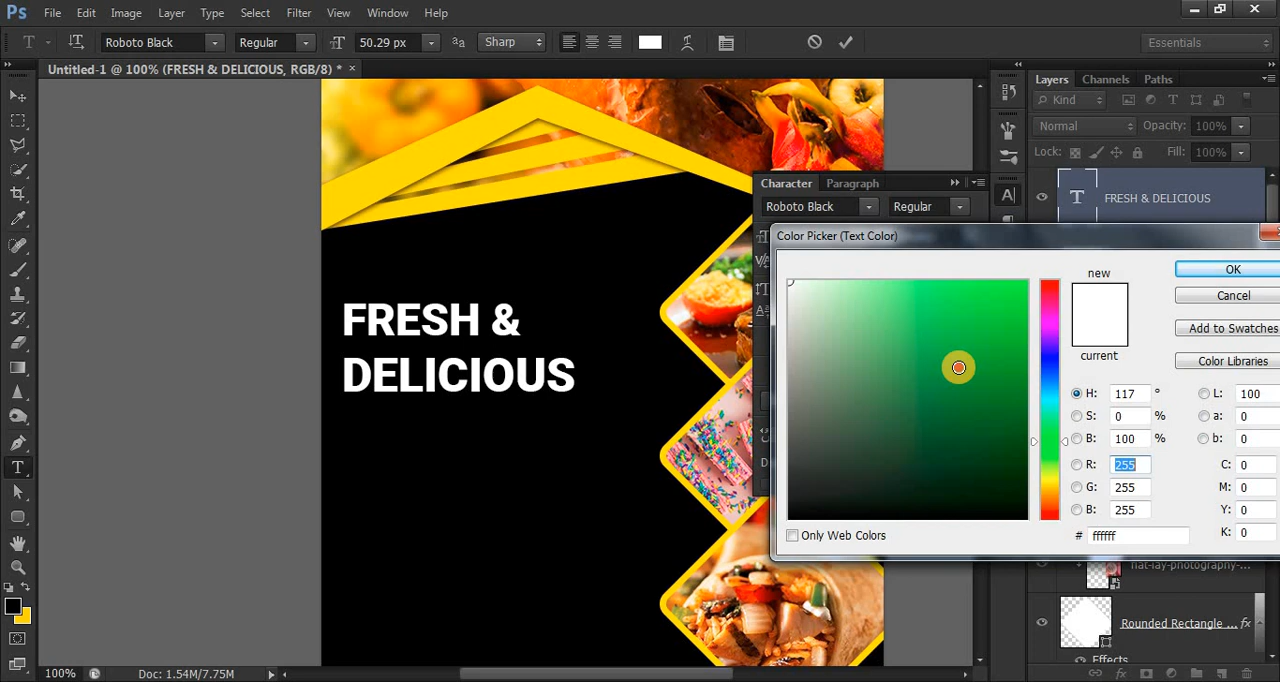 Ps File Edit Image Layer Type Select Filter View Window Help
T Roboto Black Regular 50.29 px aa Sharp Essentials
Untitled-1 @ 100% (FRESH & DELICIOUS, RGB/8) * ×
Layers Channels Paths
Kind
Normal Opacity: 100%
Lock: Fill: 100%
T FRESH & DELICIOUS
Character Paragraph
Roboto Black Regular
Color Picker (Text Color)
new
current
OK
Cancel
Add to Swatches
Color Libraries
H: 117 ° L: 100
S: 0 % a: 0
B: 100 % b: 0
R: 255 C: 0
G: 255 M: 0
B: 255 Y: 0
# ffffff K: 0
Only Web Colors
FRESH &
DELICIOUS
Rounded Rectangle ... fx
Effects
100% Doc: 1.54M/7.75M